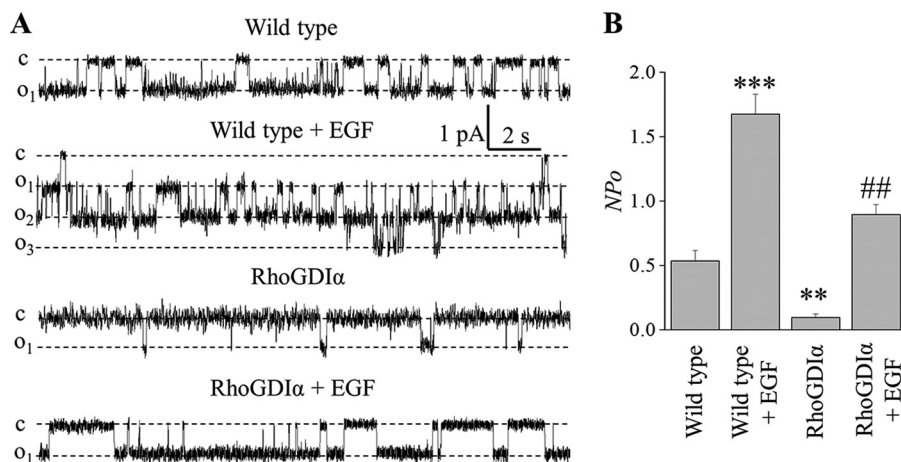 A
Wild type
c
o1
1 pA
2 s
Wild type + EGF
c
o1
o2
o3
RhoGDIα
c
o1
RhoGDIα + EGF
c
o1
B
2.0
1.5
1.0
0.5
0.0
NPo
***
**
##
Wild type
Wild type
+ EGF
RhoGDIα
RhoGDIα
+ EGF